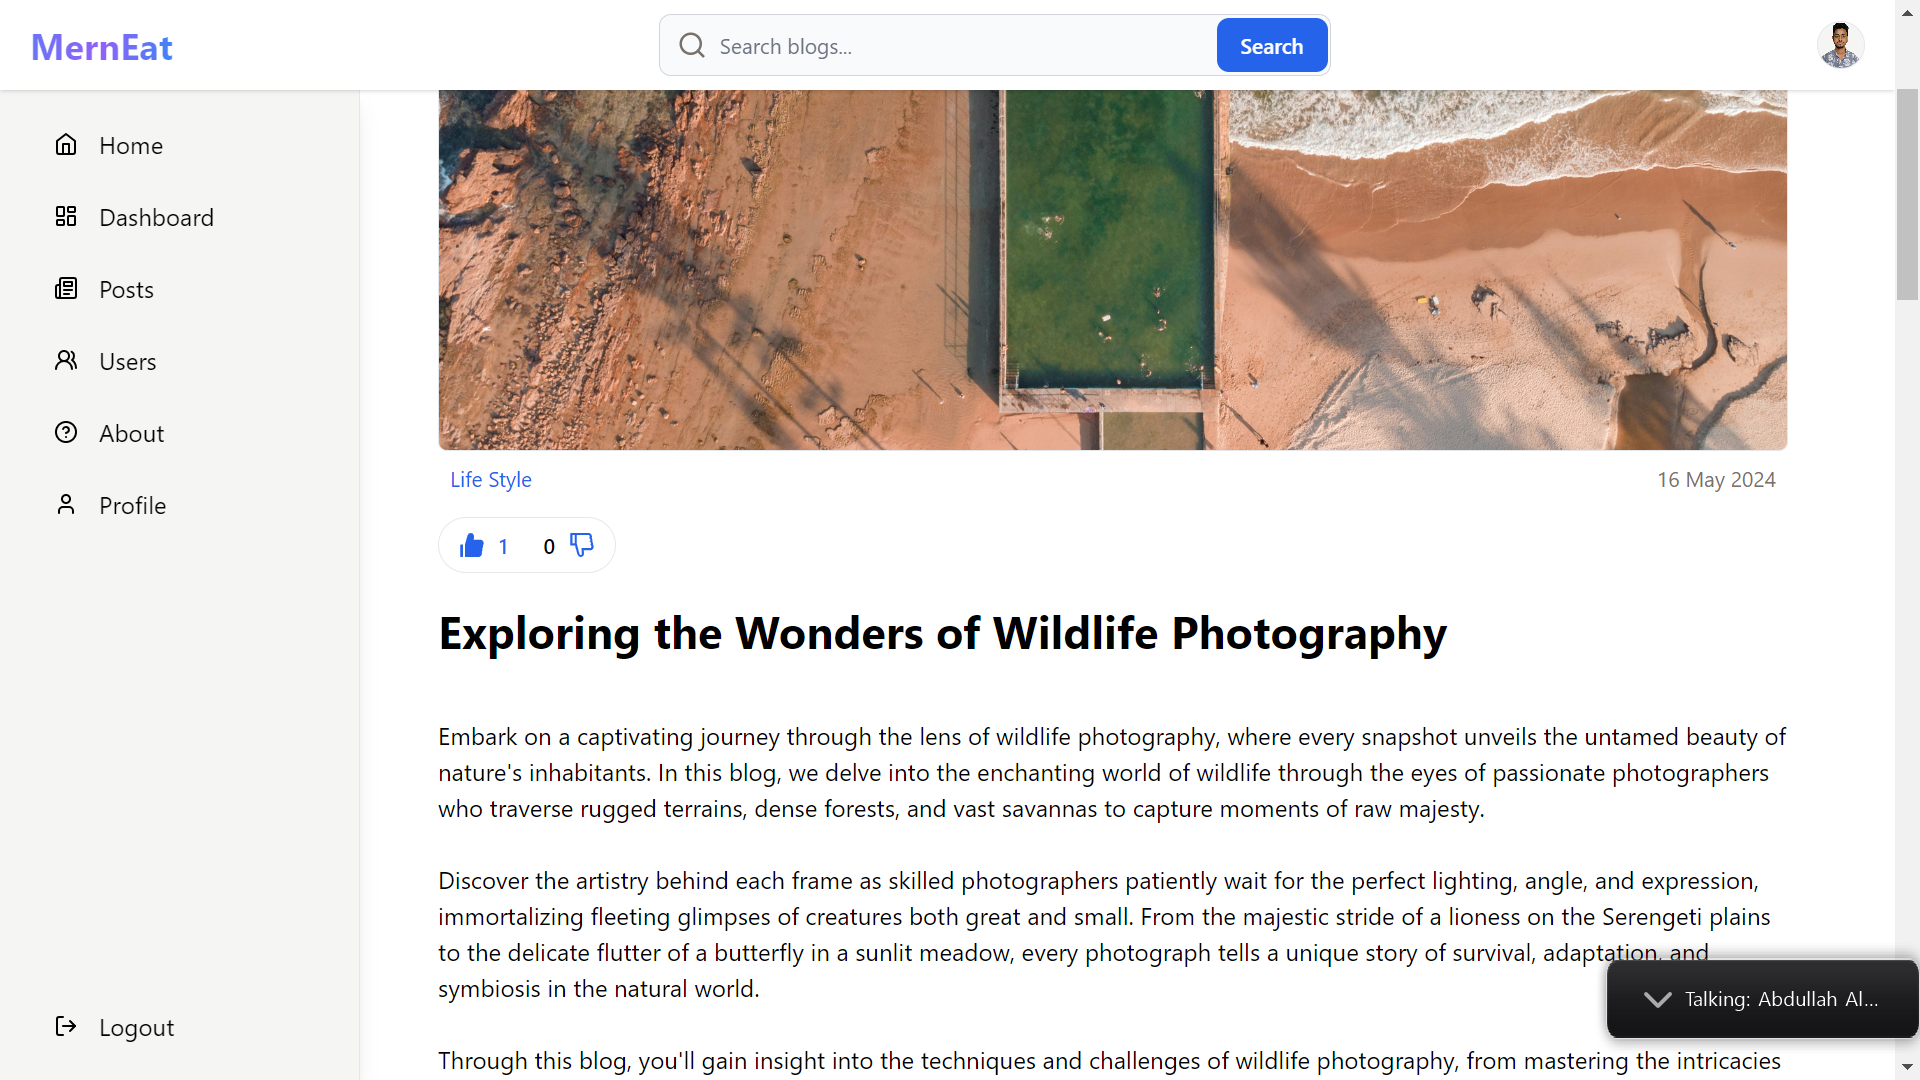 MernEat
Search blogs...
Search
Home
Dashboard
Posts
Users
About
Profile
Logout
Life Style
16 May 2024
1
0
Exploring the Wonders of Wildlife Photography
Embark on a captivating journey through the lens of wildlife photography, where every snapshot unveils the untamed beauty of
nature's inhabitants. In this blog, we delve into the enchanting world of wildlife through the eyes of passionate photographers
who traverse rugged terrains, dense forests, and vast savannas to capture moments of raw majesty.
Discover the artistry behind each frame as skilled photographers patiently wait for the perfect lighting, angle, and expression,
immortalizing fleeting glimpses of creatures both great and small. From the majestic stride of a lioness on the Serengeti plains
to the delicate flutter of a butterfly in a sunlit meadow, every photograph tells a unique story of survival, adaptation, and
symbiosis in the natural world.
Through this blog, you'll gain insight into the techniques and challenges of wildlife photography, from mastering the intricacies
Talking: Abdullah Al...